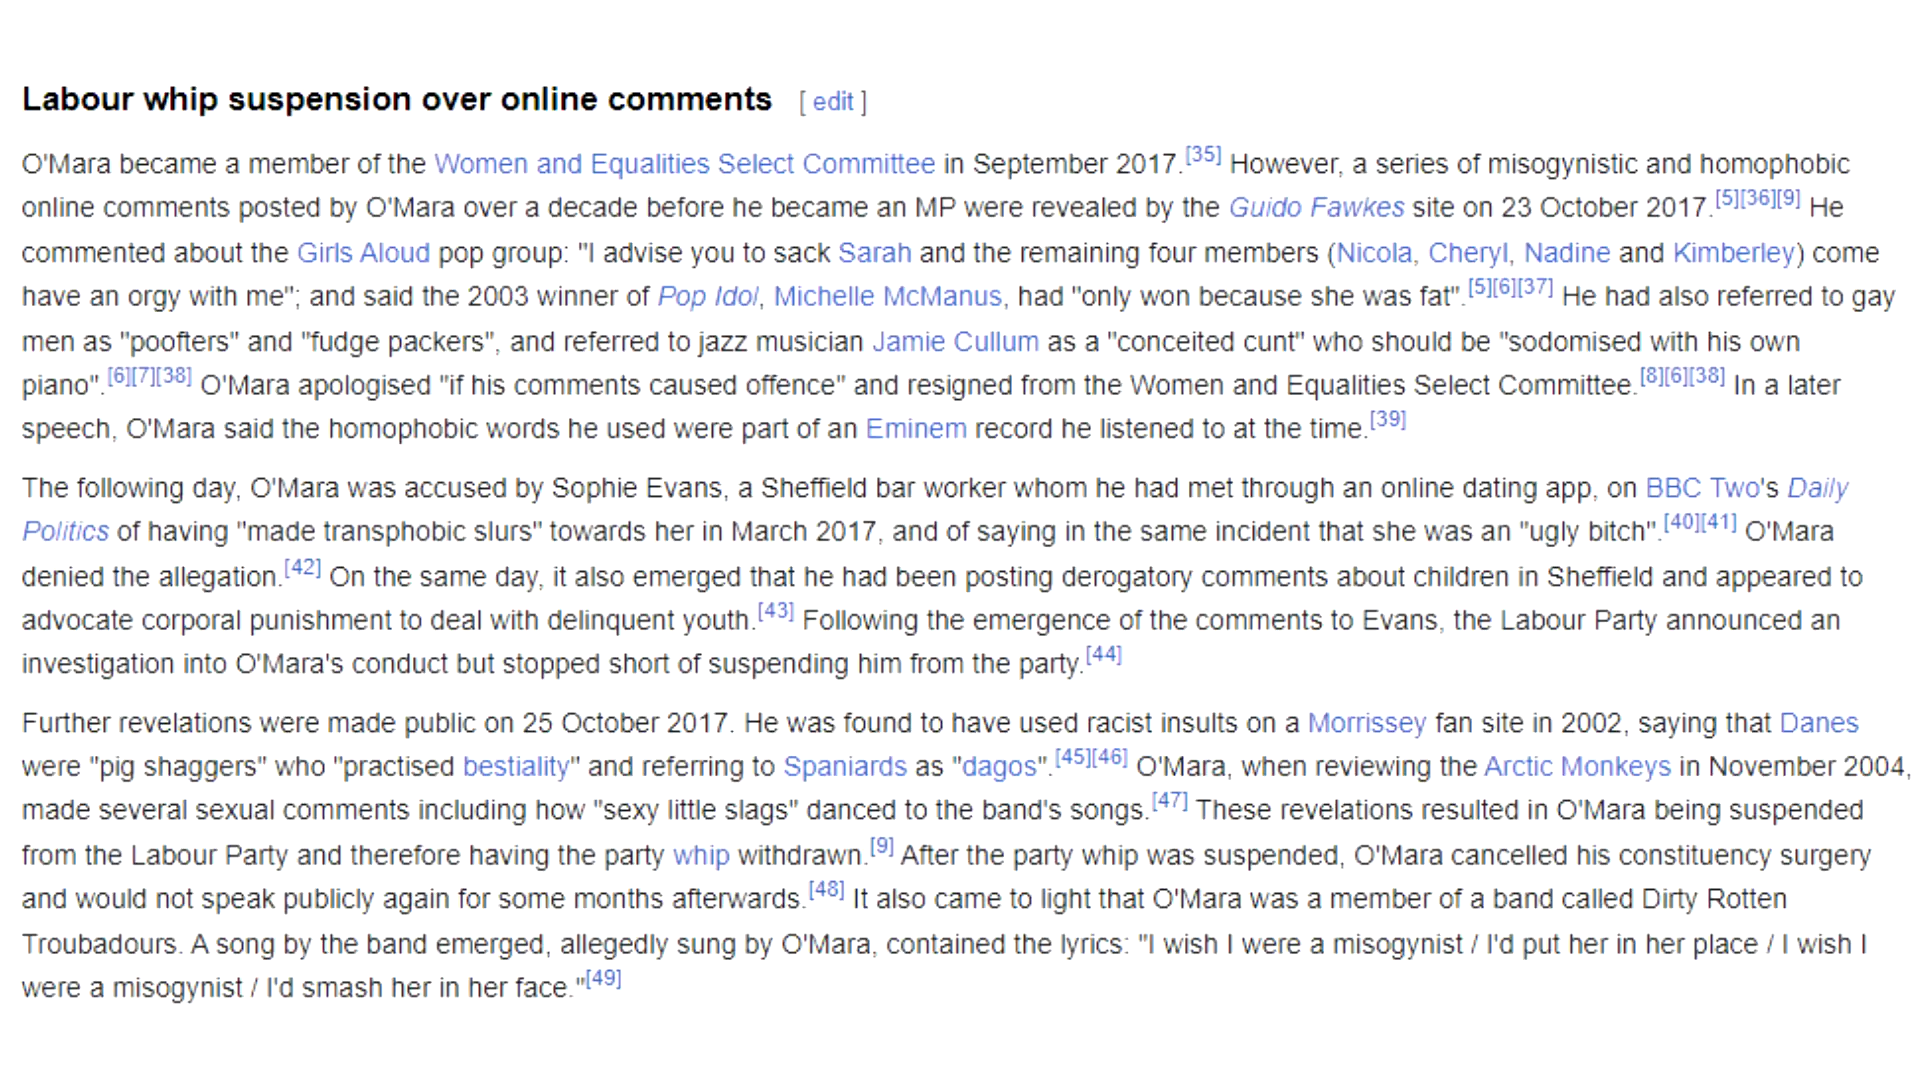 Labour whip suspension over online comments [ edit ]
O'Mara became a member of the Women and Equalities Select Committee in September 2017.[35] However, a series of misogynistic and homophobic
online comments posted by O'Mara over a decade before he became an MP were revealed by the Guido Fawkes site on 23 October 2017.[5][36][9] He
commented about the Girls Aloud pop group: "I advise you to sack Sarah and the remaining four members (Nicola, Cheryl, Nadine and Kimberley) come
have an orgy with me"; and said the 2003 winner of Pop Idol, Michelle McManus, had "only won because she was fat".[5][6][37] He had also referred to gay
men as "poofters" and "fudge packers", and referred to jazz musician Jamie Cullum as a "conceited cunt" who should be "sodomised with his own
piano".[6][7][38] O'Mara apologised "if his comments caused offence" and resigned from the Women and Equalities Select Committee.[8][6][38] In a later
speech, O'Mara said the homophobic words he used were part of an Eminem record he listened to at the time.[39]
The following day, O'Mara was accused by Sophie Evans, a Sheffield bar worker whom he had met through an online dating app, on BBC Two's Daily
Politics of having "made transphobic slurs" towards her in March 2017, and of saying in the same incident that she was an "ugly bitch".[40][41] O'Mara
denied the allegation.[42] On the same day, it also emerged that he had been posting derogatory comments about children in Sheffield and appeared to
advocate corporal punishment to deal with delinquent youth.[43] Following the emergence of the comments to Evans, the Labour Party announced an
investigation into O'Mara's conduct but stopped short of suspending him from the party.[44]
Further revelations were made public on 25 October 2017. He was found to have used racist insults on a Morrissey fan site in 2002, saying that Danes
were "pig shaggers" who "practised bestiality" and referring to Spaniards as "dagos".[45][46] O'Mara, when reviewing the Arctic Monkeys in November 2004,
made several sexual comments including how "sexy little slags" danced to the band's songs.[47] These revelations resulted in O'Mara being suspended
from the Labour Party and therefore having the party whip withdrawn.[9] After the party whip was suspended, O'Mara cancelled his constituency surgery
and would not speak publicly again for some months afterwards.[48] It also came to light that O'Mara was a member of a band called Dirty Rotten
Troubadours. A song by the band emerged, allegedly sung by O'Mara, contained the lyrics: "I wish I were a misogynist / I'd put her in her place / I wish I
were a misogynist / I'd smash her in her face."[49]